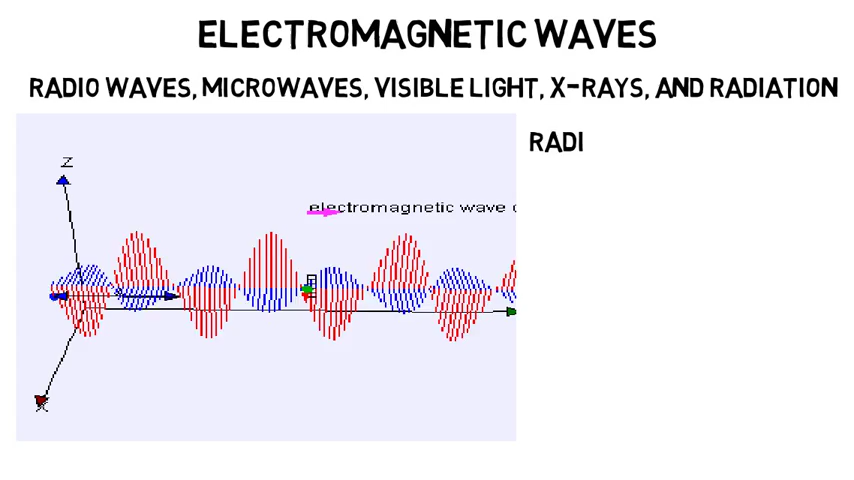 ELECTROMAGNETIC WAVES
RADIO WAVES, MICROWAVES, VISIBLE LIGHT, X-RAYS, AND RADIATION
RADI
Z
electromagnetic wave
X